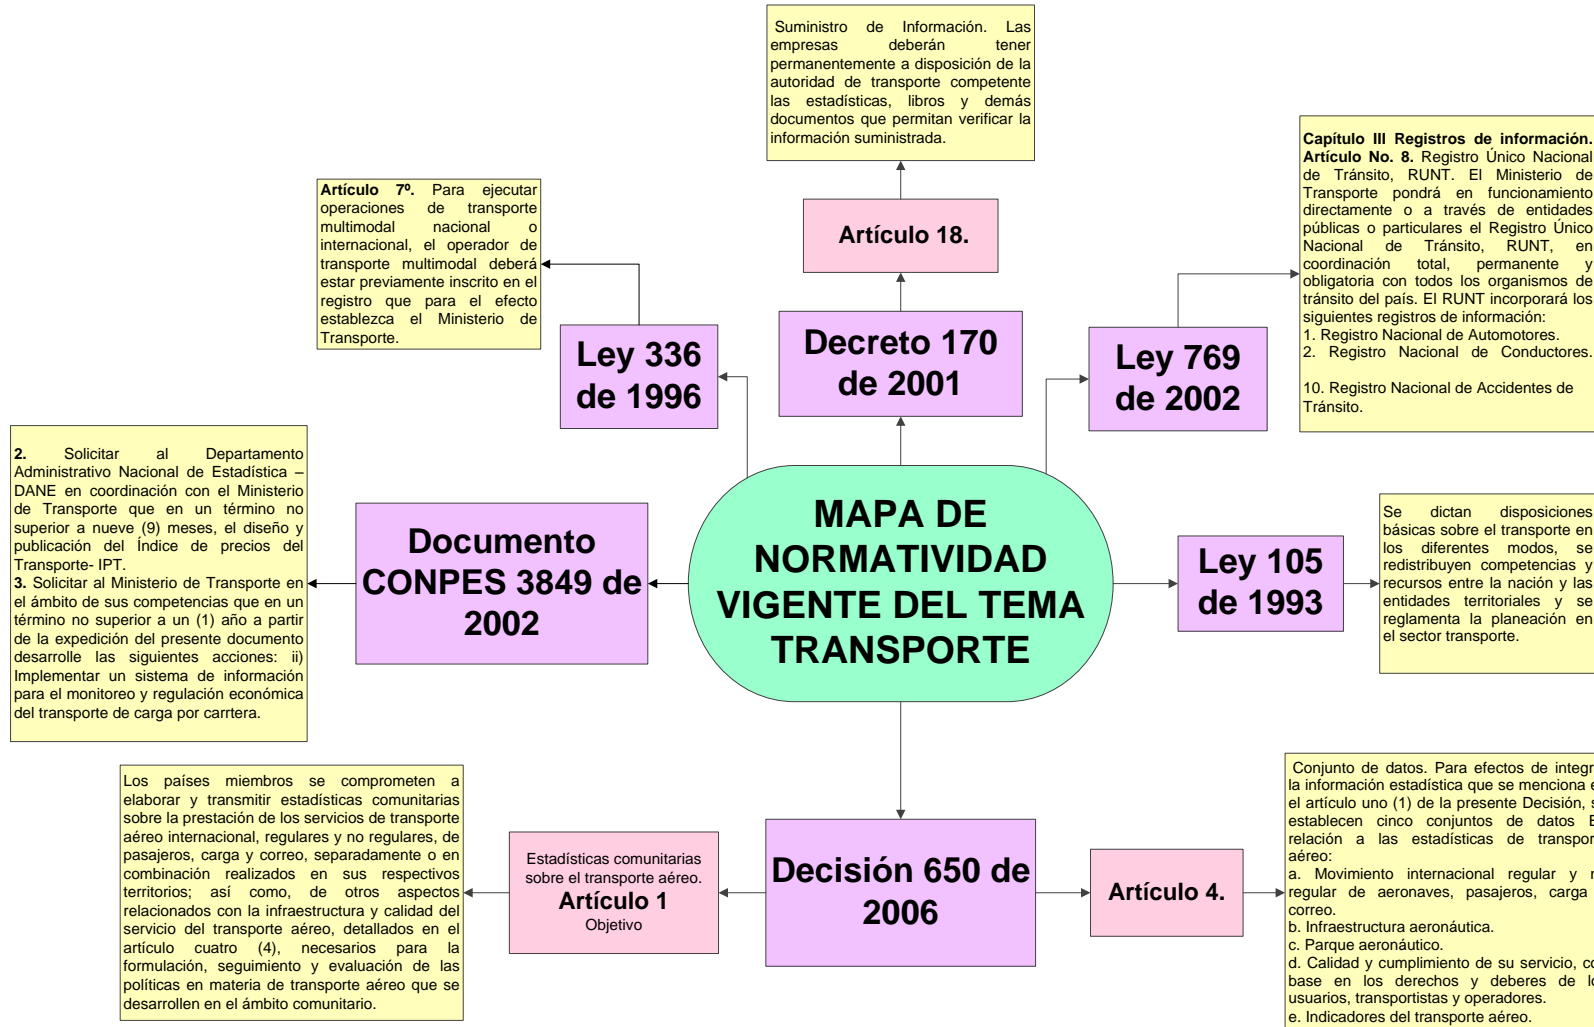 Suministro de Información. Las
empresas deberán tener
permanentemente a disposición de la
autoridad de transporte competente
las estadísticas, libros y demás
documentos que permitan verificar la
información suministrada.
Capítulo III Registros de información.
Artículo No. 8. Registro Único Nacional
de Tránsito, RUNT. El Ministerio de
Transporte pondrá en funcionamiento
directamente o a través de entidades
públicas o particulares el Registro Único
Nacional de Tránsito, RUNT, en
coordinación total, permanente y
obligatoria con todos los organismos de
tránsito del país. El RUNT incorporará los
siguientes registros de información:
1. Registro Nacional de Automotores.
2. Registro Nacional de Conductores.
10. Registro Nacional de Accidentes de
Tránsito.
Artículo 7º. Para ejecutar
operaciones de transporte
multimodal nacional o
internacional, el operador de
transporte multimodal deberá
estar previamente inscrito en el
registro que para el efecto
establezca el Ministerio de
Transporte.
Artículo 18.
Ley 336
de 1996
Decreto 170
de 2001
Ley 769
de 2002
2. Solicitar al Departamento
Administrativo Nacional de Estadística –
DANE en coordinación con el Ministerio
de Transporte que en un término no
superior a nueve (9) meses, el diseño y
publicación del Índice de precios del
Transporte- IPT.
3. Solicitar al Ministerio de Transporte en
el ámbito de sus competencias que en un
término no superior a un (1) año a partir
de la expedición del presente documento
desarrolle las siguientes acciones: ii)
Implementar un sistema de información
para el monitoreo y regulación económica
del transporte de carga por carrtera.
Documento
CONPES 3849 de
2002
MAPA DE
NORMATIVIDAD
VIGENTE DEL TEMA
TRANSPORTE
Ley 105
de 1993
Se dictan disposiciones
básicas sobre el transporte en
los diferentes modos, se
redistribuyen competencias y
recursos entre la nación y las
entidades territoriales y se
reglamenta la planeación en
el sector transporte.
Los países miembros se comprometen a
elaborar y transmitir estadísticas comunitarias
sobre la prestación de los servicios de transporte
aéreo internacional, regulares y no regulares, de
pasajeros, carga y correo, separadamente o en
combinación realizados en sus respectivos
territorios; así como, de otros aspectos
relacionados con la infraestructura y calidad del
servicio del transporte aéreo, detallados en el
artículo cuatro (4), necesarios para la
formulación, seguimiento y evaluación de las
políticas en materia de transporte aéreo que se
desarrollen en el ámbito comunitario.
Estadísticas comunitarias
sobre el transporte aéreo.
Artículo 1
Objetivo
Decisión 650 de
2006
Artículo 4.
Conjunto de datos. Para efectos de
la información estadística que se menciona
el artículo uno (1) de la presente Decisión,
establecen cinco conjuntos de datos
relación a las estadísticas de
aéreo:
a. Movimiento internacional regular y
regular de aeronaves, pasajeros, carga
correo.
b. Infraestructura aeronáutica.
c. Parque aeronáutico.
d. Calidad y cumplimiento de su servicio,
base en los derechos y deberes de
usuarios, transportistas y operadores.
e. Indicadores del transporte aéreo.